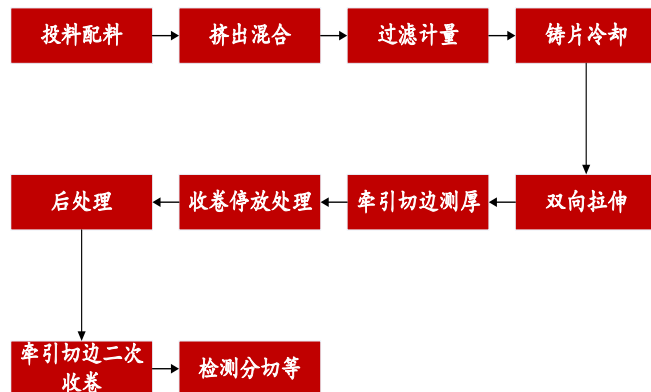 投料配料
挤出混合
过滤计量
铸片冷却
后处理
收卷停放处理
牵引切边测厚
双向拉伸
牵引切边二次
收卷
检测分切等